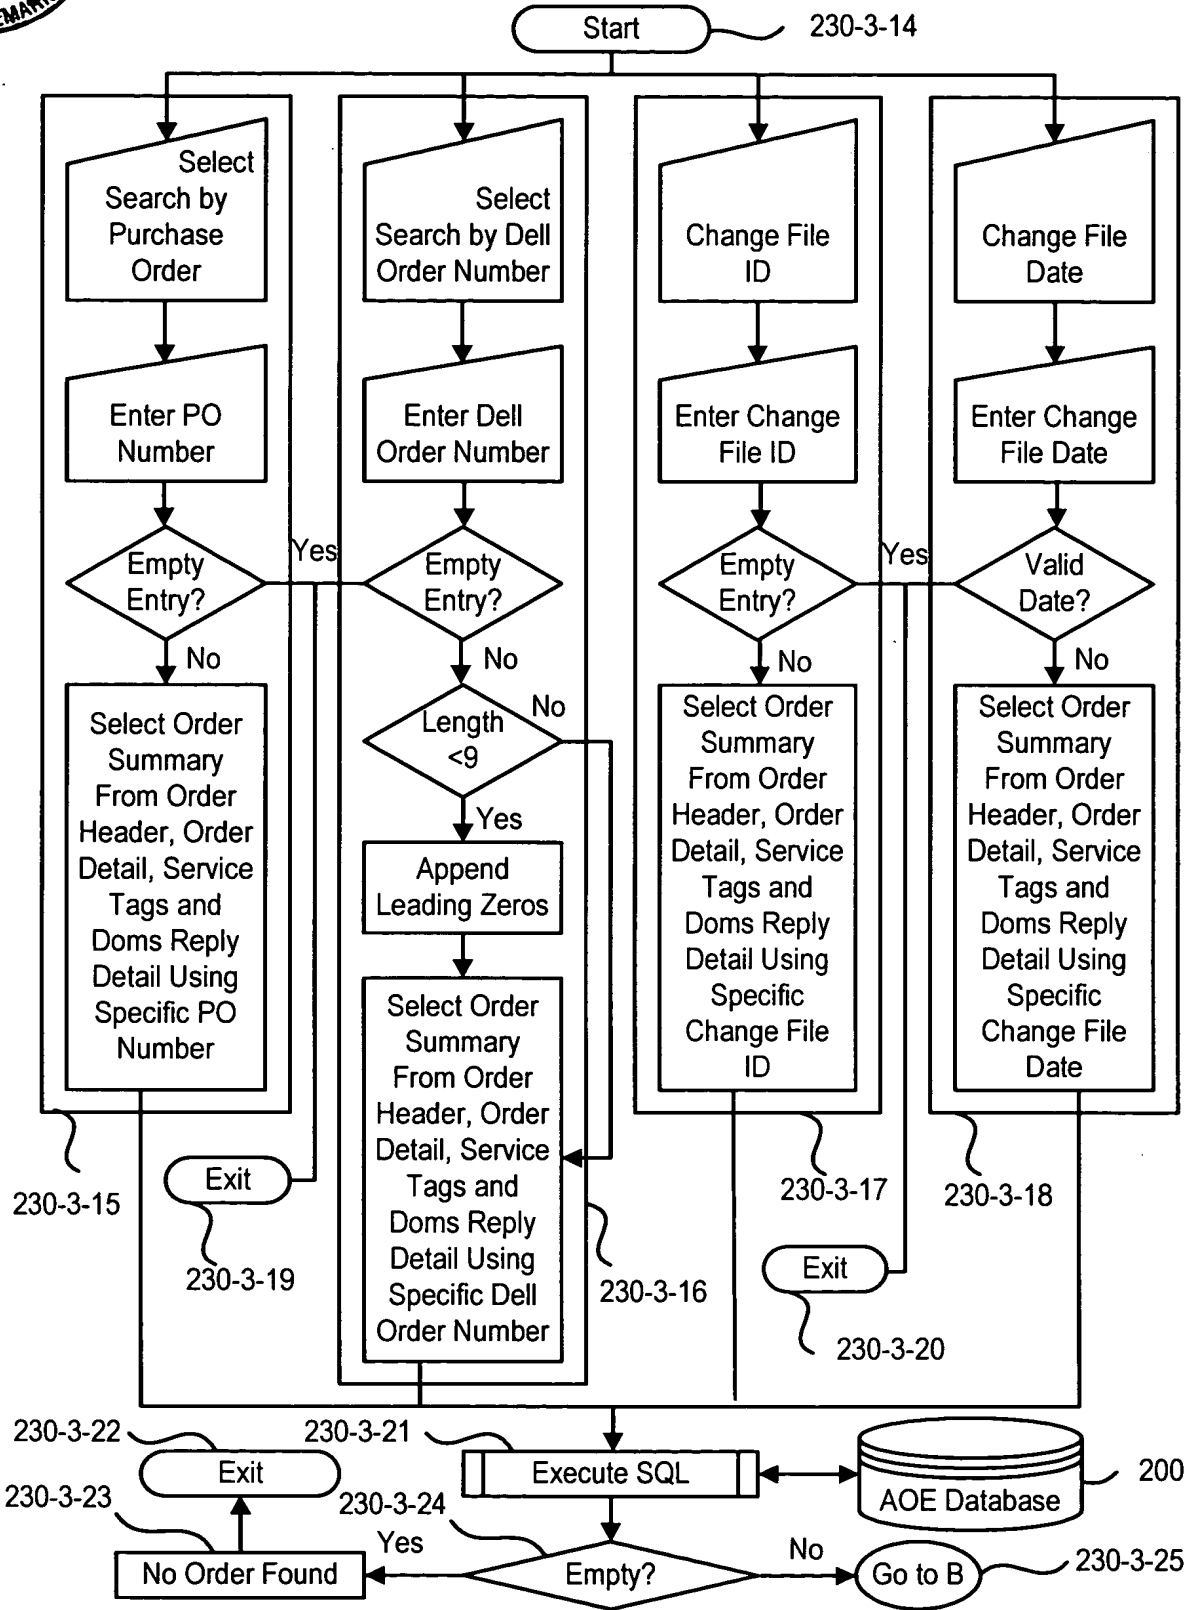 Start
230-3-14
Select
Search by
Purchase
Order
Enter PO
Number
Empty
Entry?
Yes
No
Select Order
Summary
From Order
Header, Order
Detail, Service
Tags and
Doms Reply
Detail Using
Specific PO
Number
230-3-15
Select
Search by Dell
Order Number
Enter Dell
Order Number
Empty
Entry?
No
Length
<9
No
Yes
Append
Leading Zeros
Select Order
Summary
From Order
Header, Order
Detail, Service
Tags and
Doms Reply
Detail Using
Specific Dell
Order Number
230-3-16
Exit
230-3-19
Change File
ID
Enter Change
File ID
Empty
Entry?
Yes
No
Select Order
Summary
From Order
Header, Order
Detail, Service
Tags and
Doms Reply
Detail Using
Specific
Change File
ID
230-3-17
Change File
Date
Enter Change
File Date
Valid
Date?
No
Select Order
Summary
From Order
Header, Order
Detail, Service
Tags and
Doms Reply
Detail Using
Specific
Change File
Date
230-3-18
Exit
230-3-20
230-3-22
Exit
230-3-21
Execute SQL
AOE Database
200
230-3-23
No Order Found
230-3-24
Yes
Empty?
No
Go to B
230-3-25